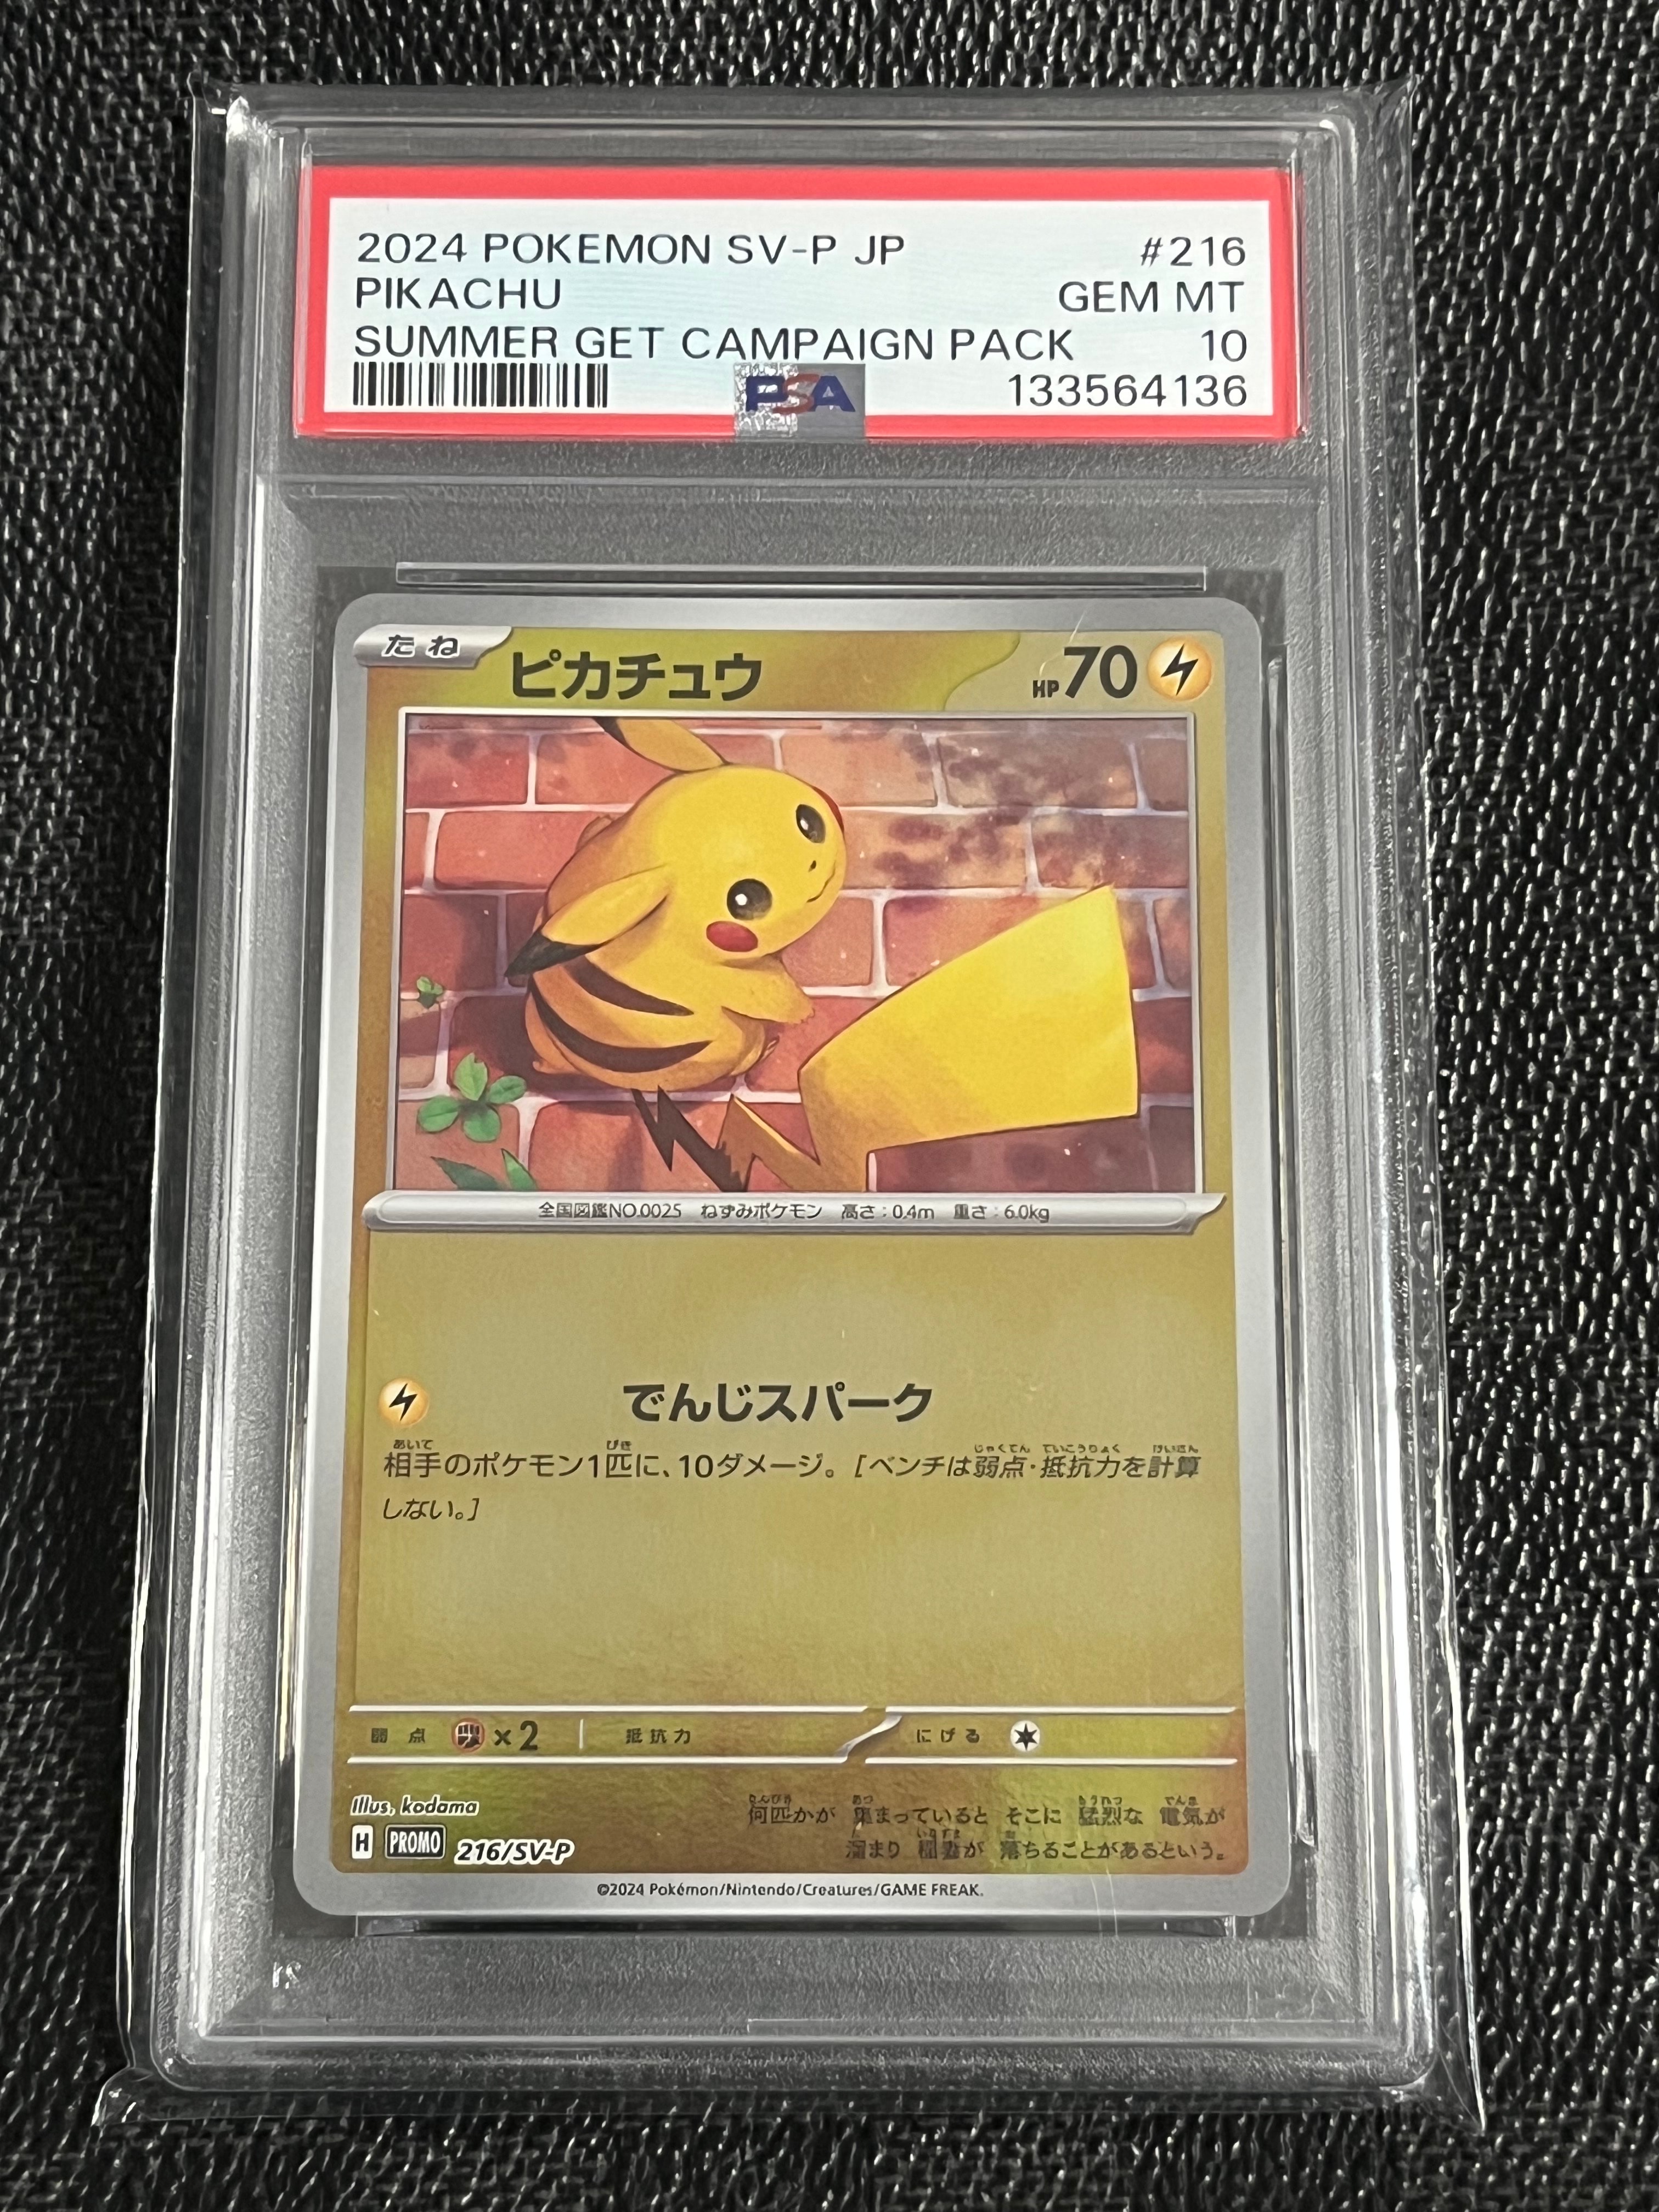 2024 POKEMON SV-P JP #216
PIKACHU GEM MT
SUMMER GET CAMPAIGN PACK 10
PSA 133564136
たね ピカチュウ HP70
全国図鑑NO.0025 ねずみポケモン 高さ:0.4m 重さ:6.0kg
でんじスパーク
相手のポケモン1匹に、10ダメージ。[ベンチは弱点・抵抗力を計算
しない。]
弱点 ×2 抵抗力 にげる
Illus. kodama
何匹かが 集まっていると そこに 猛烈な 電気が
溜まり 稲妻が 落ちることがあるという。
H PROMO 216/SV-P
©2024 Pokémon/Nintendo/Creatures/GAME FREAK.